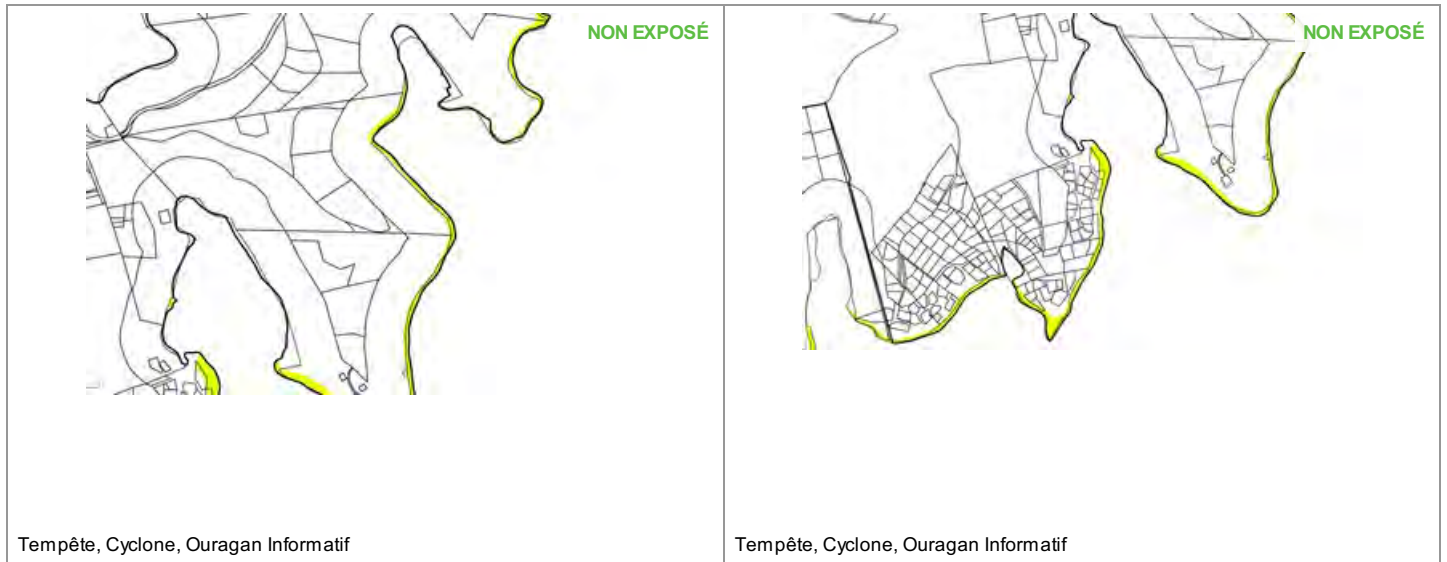 NON EXPOSÉ
Tempête, Cyclone, Ouragan Informatif
NON EXPOSÉ
Tempête, Cyclone, Ouragan Informatif